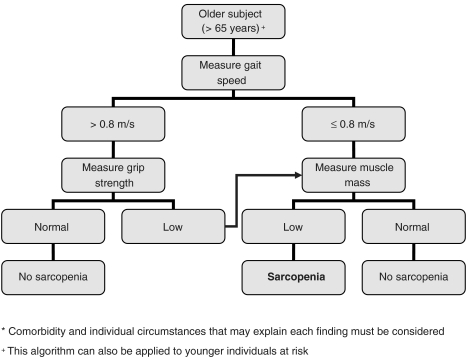 Older subject
(> 65 years)+
Measure gait
speed
> 0.8 m/s
≤ 0.8 m/s
Measure grip
strength
Measure muscle
mass
Normal
Low
Low
Normal
No sarcopenia
Sarcopenia
No sarcopenia
* Comorbidity and individual circumstances that may explain each finding must be considered
+ This algorithm can also be applied to younger individuals at risk